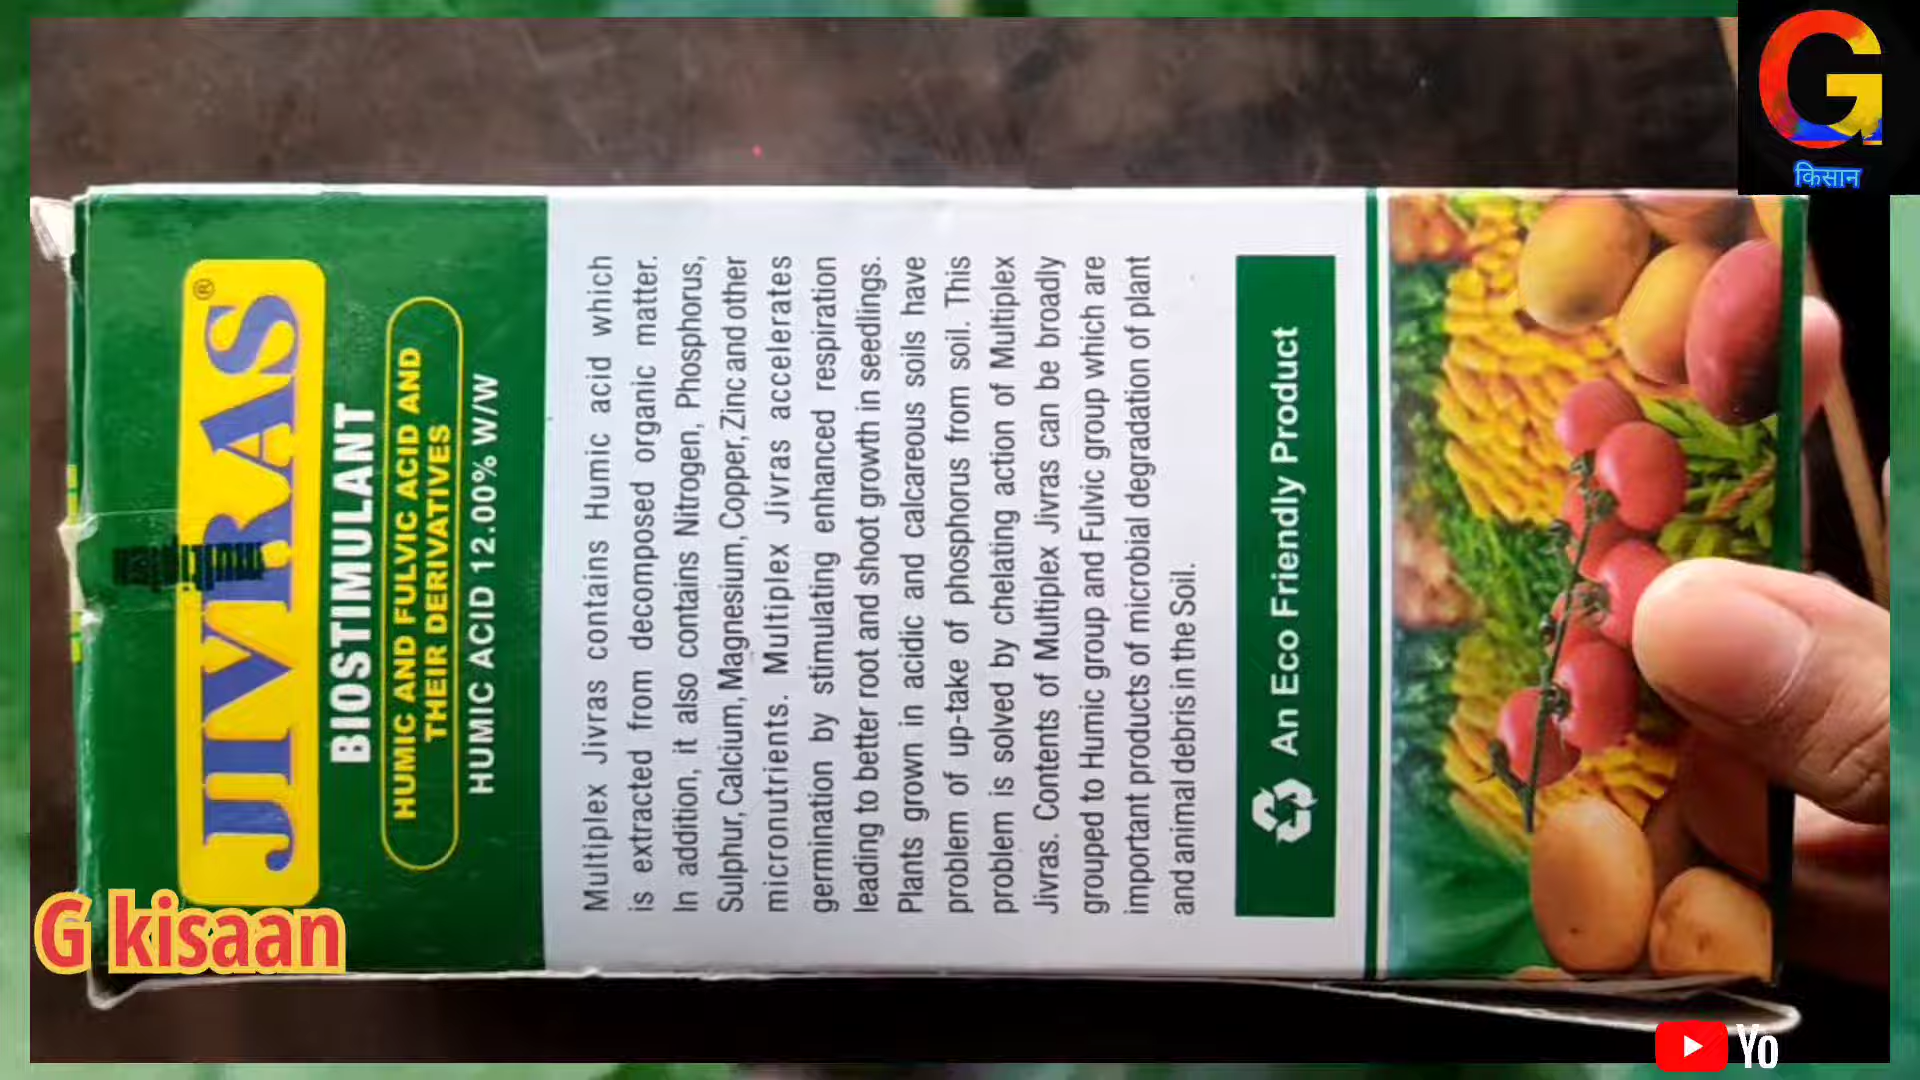 JIVRAS®
BIOSTIMULANT
HUMIC AND FULVIC ACID AND
THEIR DERIVATIVES
HUMIC ACID 12.00% W/W
Multiplex Jivras contains Humic acid which
is extracted from decomposed organic matter.
In addition, it also contains Nitrogen, Phosphorus,
Sulphur, Calcium, Magnesium, Copper, Zinc and other
micronutrients. Multiplex Jivras accelerates
germination by stimulating enhanced respiration
leading to better root and shoot growth in seedlings.
Plants grown in acidic and calcareous soils have
problem of up-take of phosphorus from soil. This
problem is solved by chelating action of Multiplex
Jivras. Contents of Multiplex Jivras can be broadly
grouped to Humic group and Fulvic group which are
important products of microbial degradation of plant
and animal debris in the Soil.
An Eco Friendly Product
G
किसान
G kisaan
Yo